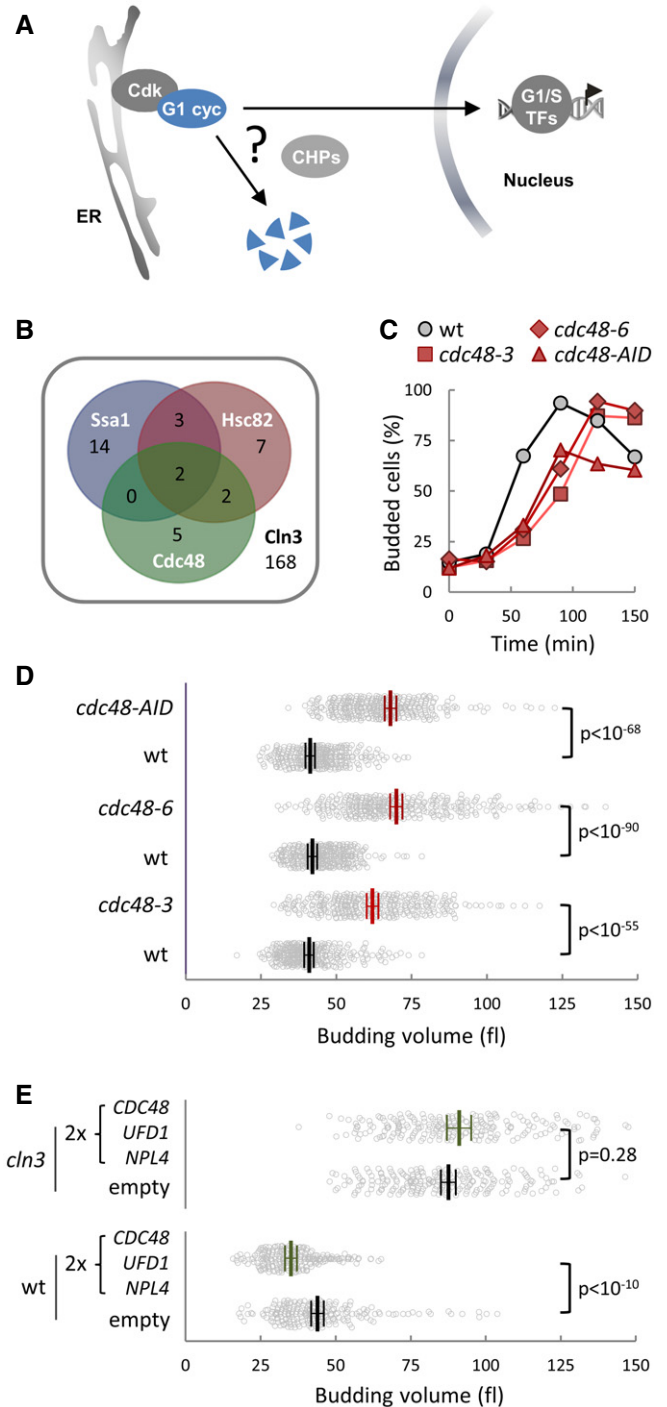 A
Cdk
G1 cyc
?
CHPs
G1/S
TFs
Nucleus
ER
B
Ssa1
14
3
Hsc82
7
2
0
2
5
Cdc48
Cln3
168
C
wt
cdc48-6
cdc48-3
cdc48-AID
Budded cells (%)
100
75
50
25
0
0
50
100
150
Time (min)
D
cdc48-AID
wt
cdc48-6
wt
cdc48-3
wt
p<10-68
p<10-90
p<10-55
0
25
50
75
100
125
150
Budding volume (fl)
E
cln3
2x
CDC48
UFD1
NPL4
empty
p=0.28
wt
2x
CDC48
UFD1
NPL4
empty
p<10-10
0
25
50
75
100
125
150
Budding volume (fl)